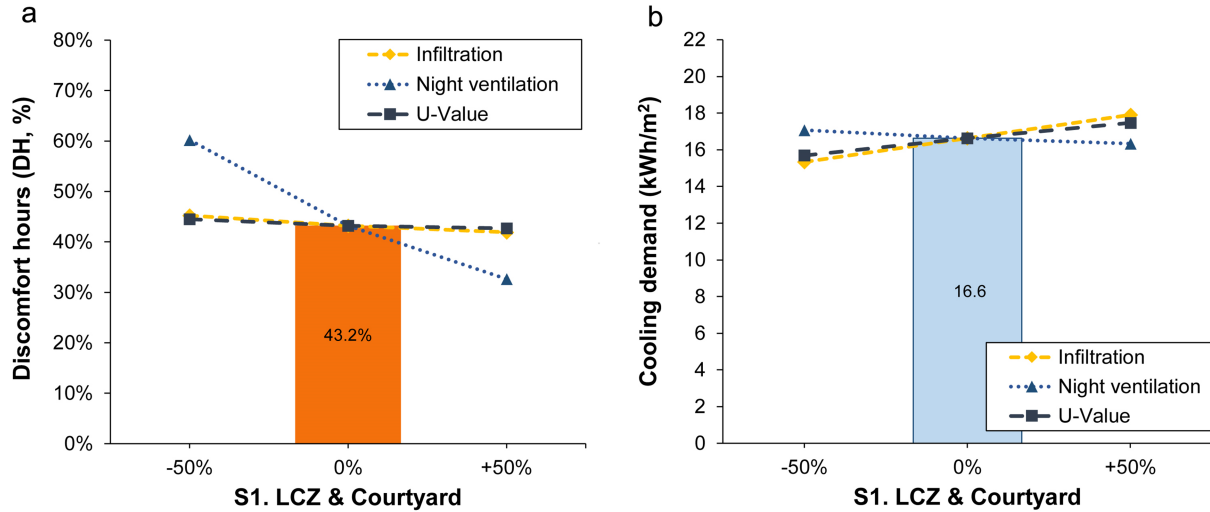 a
Discomfort hours (DH, %)
80%
70%
60%
50%
40%
30%
20%
10%
0%
Infiltration
Night ventilation
U-Value
43.2%
-50%
0%
+50%
S1. LCZ & Courtyard
b
Cooling demand (kWh/m²)
22
20
18
16
14
12
10
8
6
4
2
0
16.6
Infiltration
Night ventilation
U-Value
-50%
0%
+50%
S1. LCZ & Courtyard